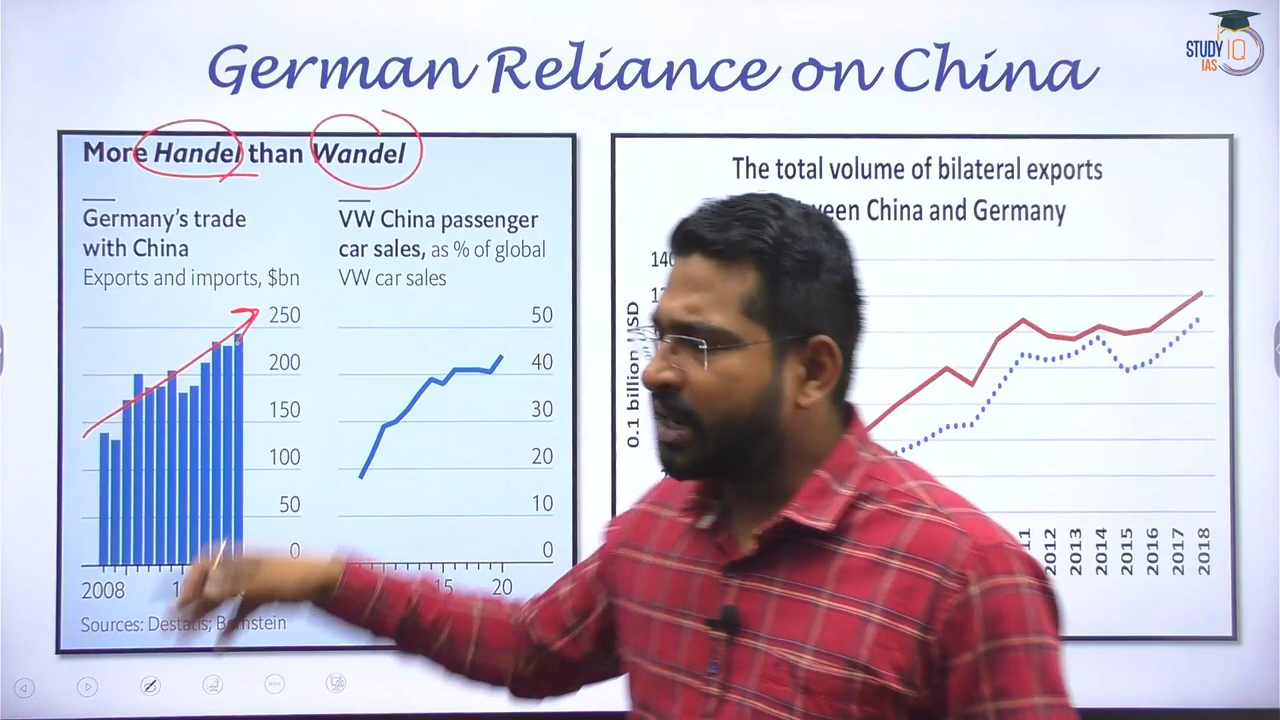 German Reliance on China
STUDY IQ
IAS
More Handel than Wandel
Germany's trade
with China
Exports and imports, $bn
250
200
150
100
50
0
2008
VW China passenger
car sales, as % of global
VW car sales
50
40
30
20
10
0
15
20
Sources: Destatis; Bernstein
The total volume of bilateral exports
China and Germany
0.1 billion USD
2012
2013
2014
2015
2016
2017
2018